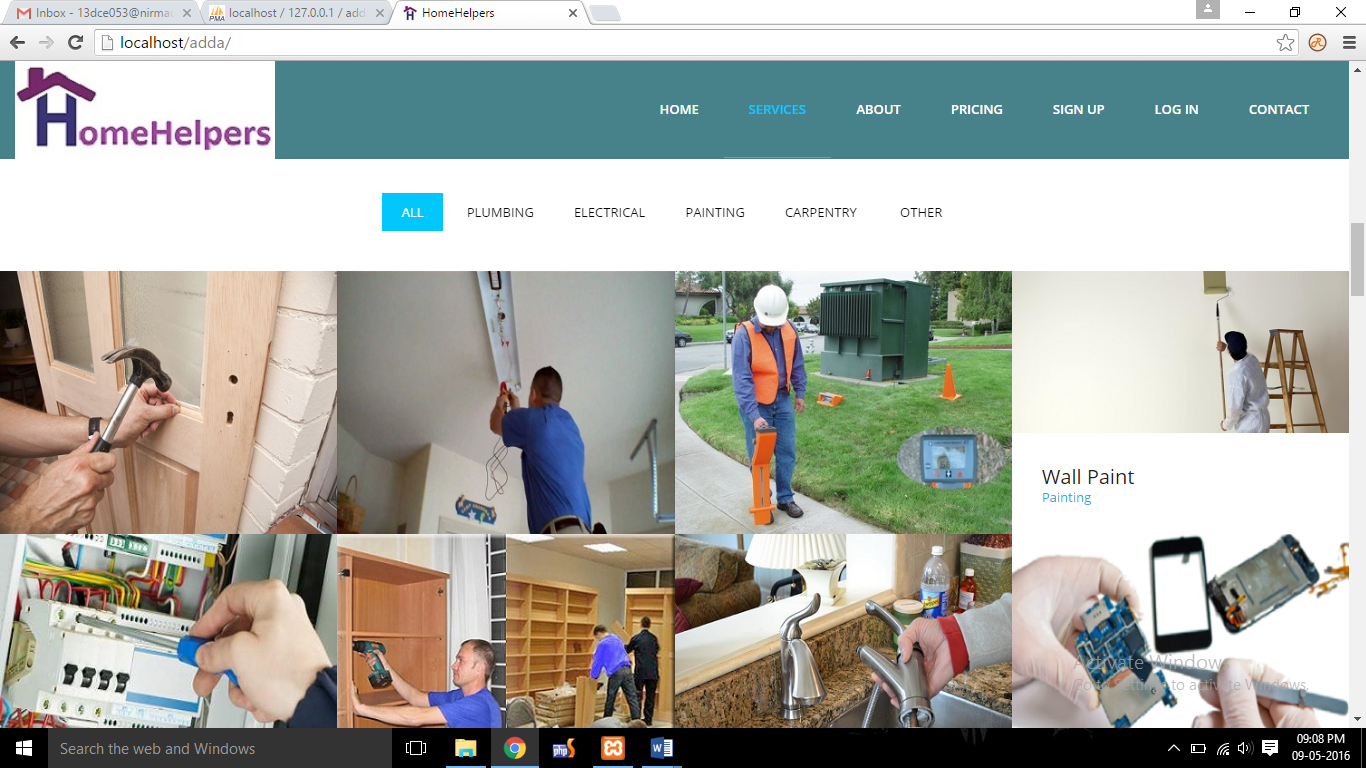 Inbox - 13dce053@nirmau
localhost / 127.0.0.1 / add
HomeHelpers
localhost/adda/
HomeHelpers
HOME SERVICES ABOUT PRICING SIGN UP LOG IN CONTACT
ALL PLUMBING ELECTRICAL PAINTING CARPENTRY OTHER
Wall Paint
Painting
Activate Windows
Go to Settings to activate Windows.
Search the web and Windows
09:08 PM
09-05-2016